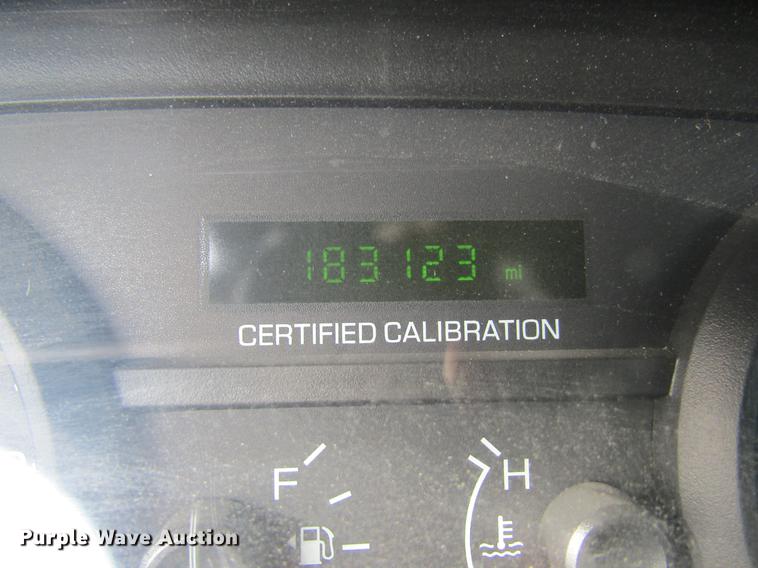 183123 mi
CERTIFIED CALIBRATION
F H
Purple Wave Auction